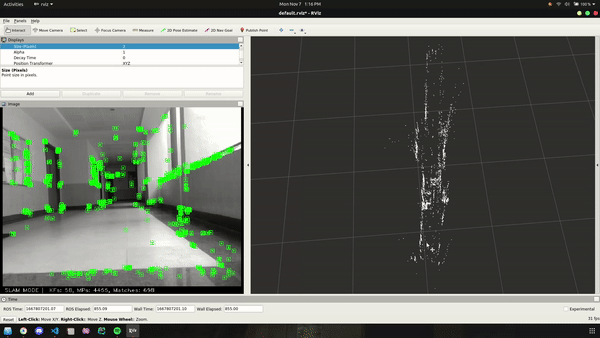 Activities
rviz
Mon Nov 7 1:16 PM
100 %
default.rviz* - RViz
File Panels Help
Interact Move Camera Select Focus Camera Measure 2D Pose Estimate 2D Nav Goal Publish Point
Displays
Size (Pixels)
Alpha 1
Decay Time 0
Position Transformer XYZ
Size (Pixels)
Point size in pixels.
Add Duplicate Remove Rename
Image
SLAM MODE | KFs: 58, MPs: 4466, Matches: 498
Time
ROS Time: 1667807201.07 ROS Elapsed: 855.09 Wall Time: 1667807201.10 Wall Elapsed: 855.00 Experimental
Reset Left-Click: Move X/Y. Right-Click: Move Z. Mouse Wheel: Zoom. 31 fps
RViz